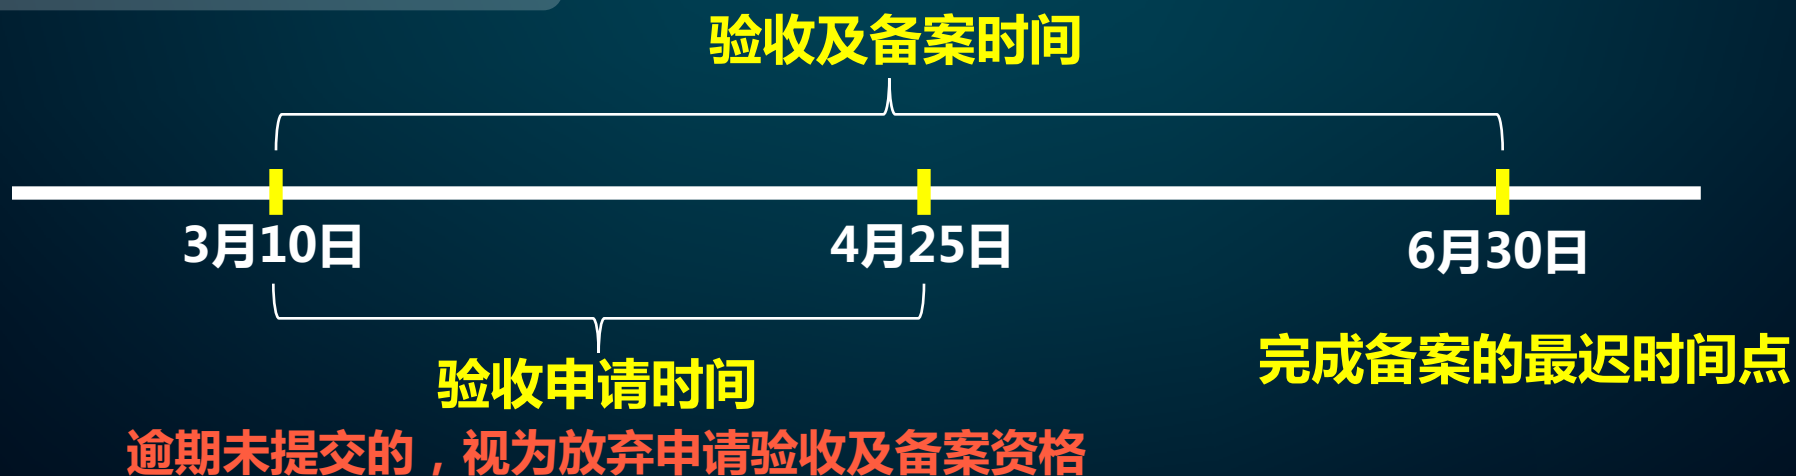 验收及备案时间
3月10日
4月25日
6月30日
验收申请时间
完成备案的最迟时间点
逾期未提交的，视为放弃申请验收及备案资格